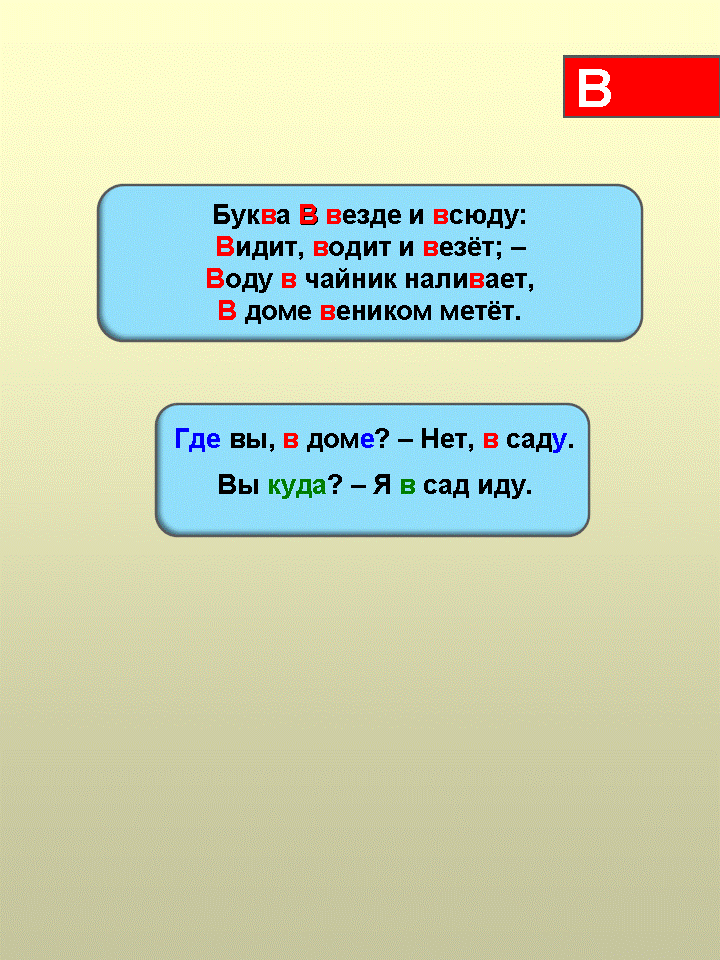 В
Буква В везде и всюду:
Видит, водит и везёт; –
Воду в чайник наливает,
В доме веником метёт.
Где вы, в доме? – Нет, в саду.
Вы куда? – Я в сад иду.